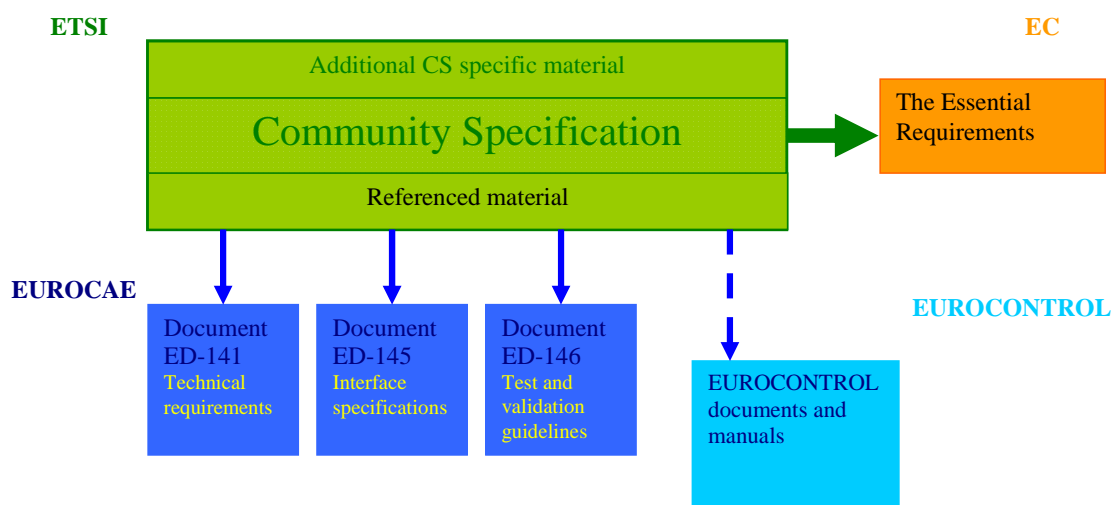 ETSI
EC
Additional CS specific material
Community Specification
Referenced material
The Essential
Requirements
EUROCAE
EUROCONTROL
Document
ED-141
Technical
requirements
Document
ED-145
Interface
specifications
Document
ED-146
Test and
validation
guidelines
EUROCONTROL
documents and
manuals